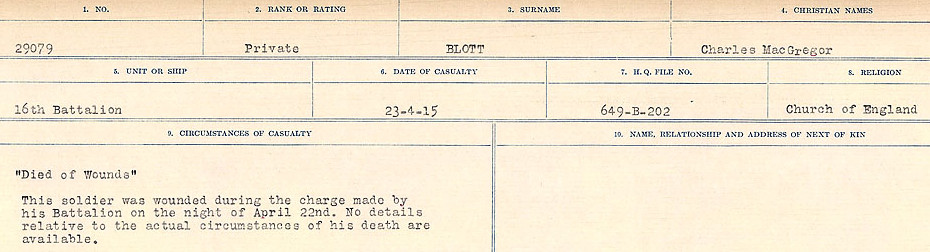 1. NO. 2. RANK OR RATING 3. SURNAME 4. CHRISTIAN NAMES
29079 Private BLOTT Charles MacGregor
5. UNIT OR SHIP 6. DATE OF CASUALTY 7. H.Q. FILE NO. 8. RELIGION
16th Battalion 23-4-15 649-B-202 Church of England
9. CIRCUMSTANCES OF CASUALTY 10. NAME, RELATIONSHIP AND ADDRESS OF NEXT OF KIN
"Died of Wounds"
This soldier was wounded during the charge made by
his Battalion on the night of April 22nd. No details
relative to the actual circumstances of his death are
available.